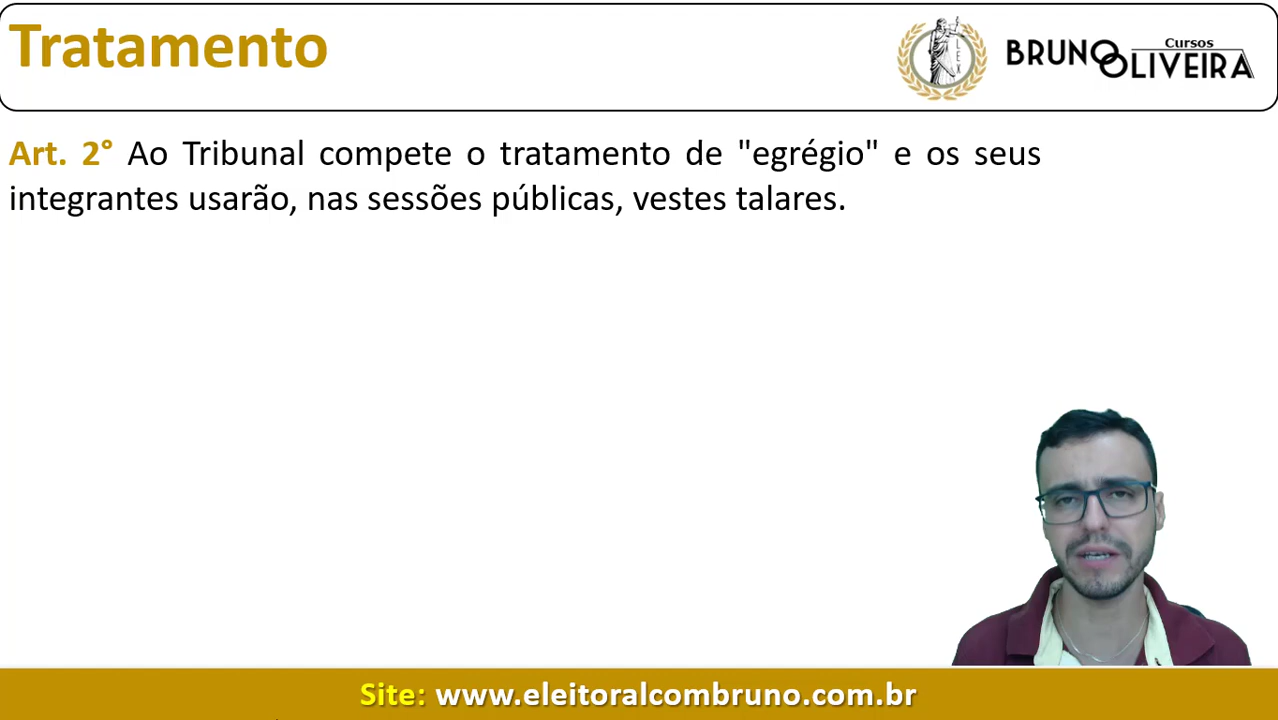 Tratamento
LEX
Cursos
BRUNO
OLIVEIRA
Art. 2° Ao Tribunal compete o tratamento de "egrégio" e os seus
integrantes usarão, nas sessões públicas, vestes talares.
Site: www.eleitoralcombruno.com.br